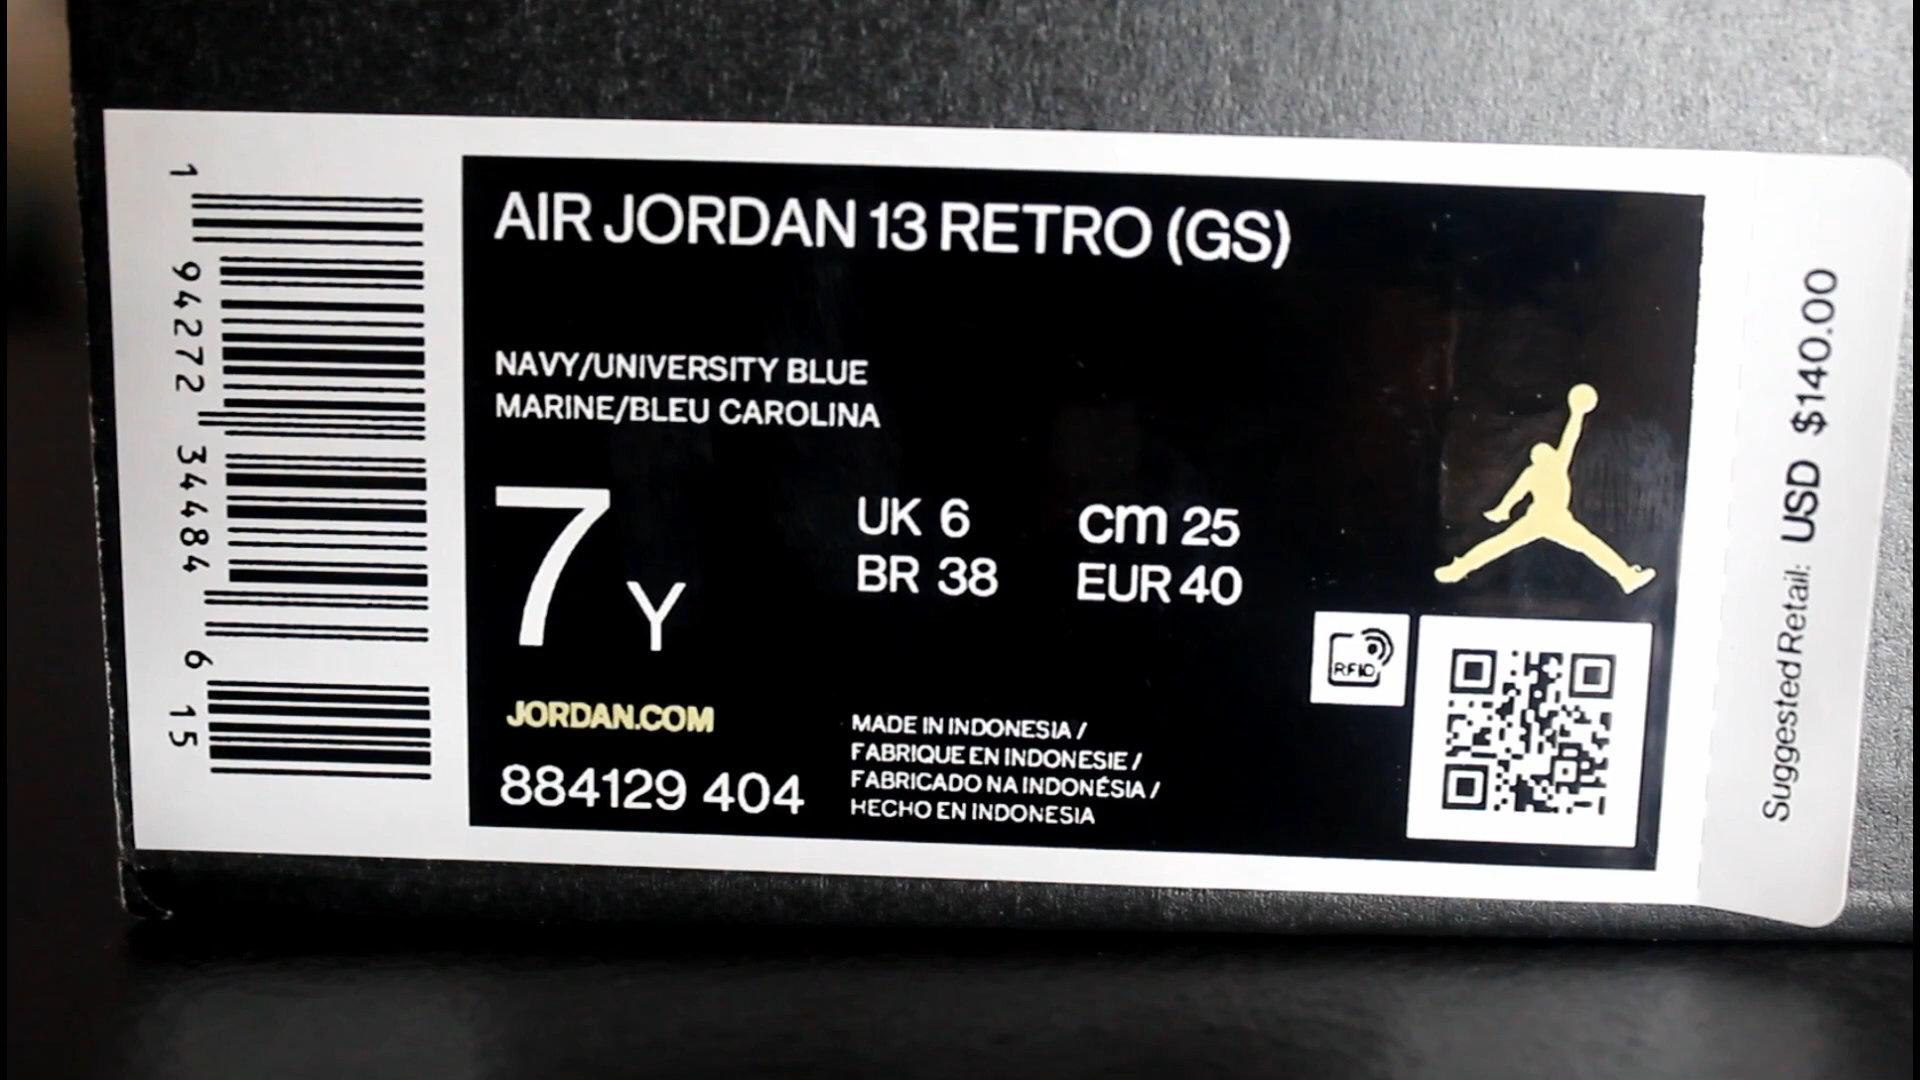 1 94272 34484 6 15
AIR JORDAN 13 RETRO (GS)
NAVY/UNIVERSITY BLUE
MARINE/BLEU CAROLINA
7 Y
UK 6
BR 38
cm 25
EUR 40
JORDAN.COM
884129 404
MADE IN INDONESIA /
FABRIQUE EN INDONESIE /
FABRICADO NA INDONÉSIA /
HECHO EN INDONESIA
RFID
Suggested Retail: USD $140.00